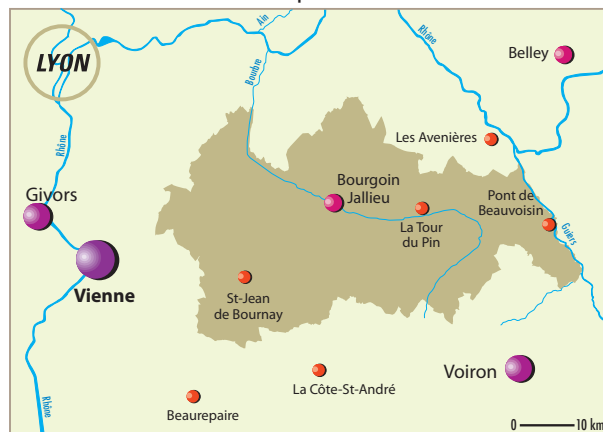 Ain
Rhône
LYON
Belley
Bourbre
Rhône
Les Avenières
Givors
Bourgoin
Jallieu
Pont de
Beauvoisin
La Tour
du Pin
Guiers
Vienne
St-Jean
de Bournay
Voiron
La Côte-St-André
Rhône
Beaurepaire
0 10 km